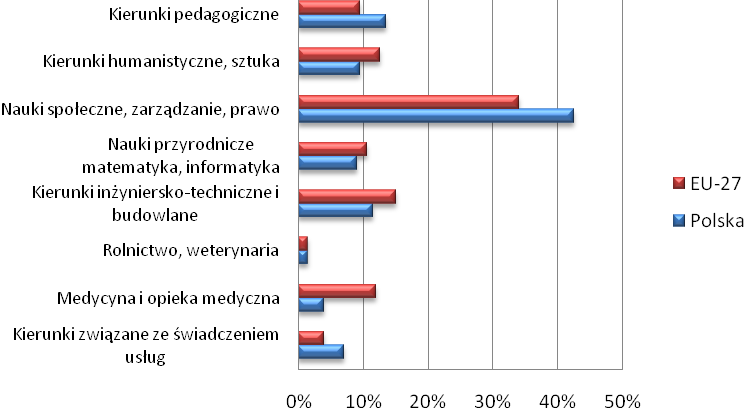 Kierunki pedagogiczne
Kierunki humanistyczne, sztuka
Nauki społeczne, zarządzanie, prawo
Nauki przyrodnicze
matematyka, informatyka
Kierunki inżyniersko-techniczne i
budowlane
Rolnictwo, weterynaria
Medycyna i opieka medyczna
Kierunki związane ze świadczeniem
usług
0% 10% 20% 30% 40% 50%
EU-27
Polska